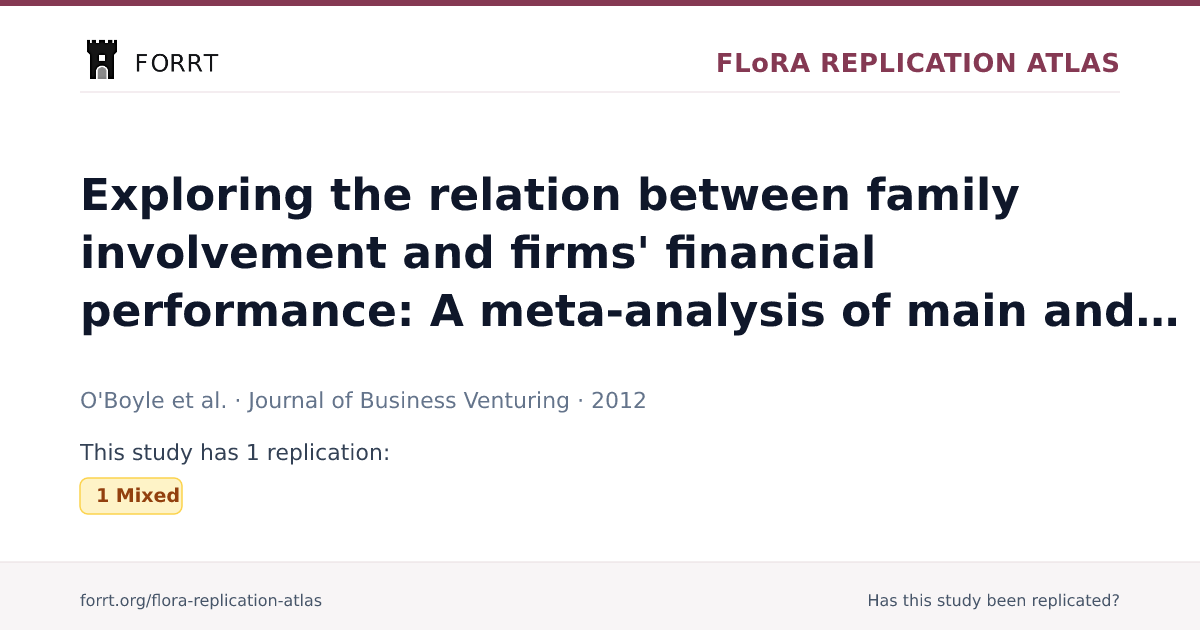 FORRT
FLoRA REPLICATION ATLAS
Exploring the relation between family
involvement and firms' financial
performance: A meta-analysis of main and…
O'Boyle et al. · Journal of Business Venturing · 2012
This study has 1 replication:
1 Mixed
forrt.org/flora-replication-atlas
Has this study been replicated?